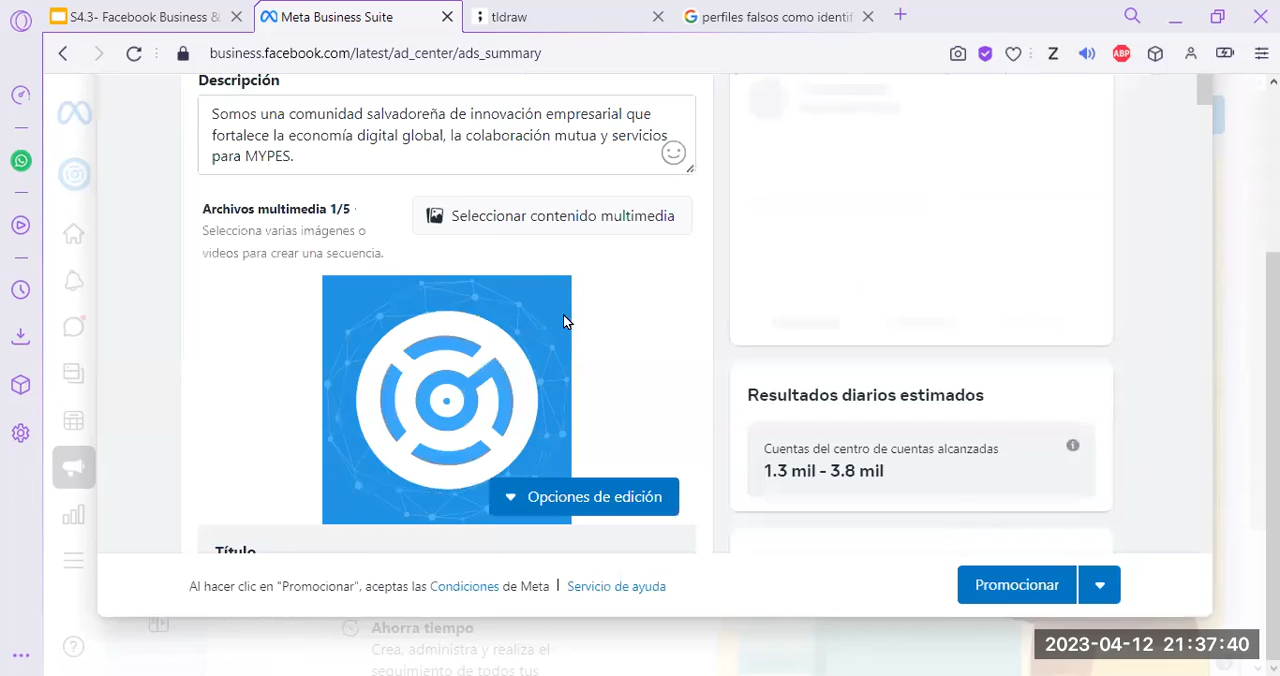 S4.3- Facebook Business &
Meta Business Suite
tldraw
perfiles falsos como identif
business.facebook.com/latest/ad_center/ads_summary
Z
ABP
Descripción
Somos una comunidad salvadoreña de innovación empresarial que
fortalece la economía digital global, la colaboración mutua y servicios
para MYPES.
Archivos multimedia 1/5 ·
Selecciona varias imágenes o
videos para crear una secuencia.
Seleccionar contenido multimedia
Opciones de edición
Título
Resultados diarios estimados
Cuentas del centro de cuentas alcanzadas
1.3 mil - 3.8 mil
Al hacer clic en "Promocionar", aceptas las Condiciones de Meta | Servicio de ayuda
Promocionar
Ahorra tiempo
Crea, administra y realiza el
seguimiento de todos tus
2023-04-12 21:37:40